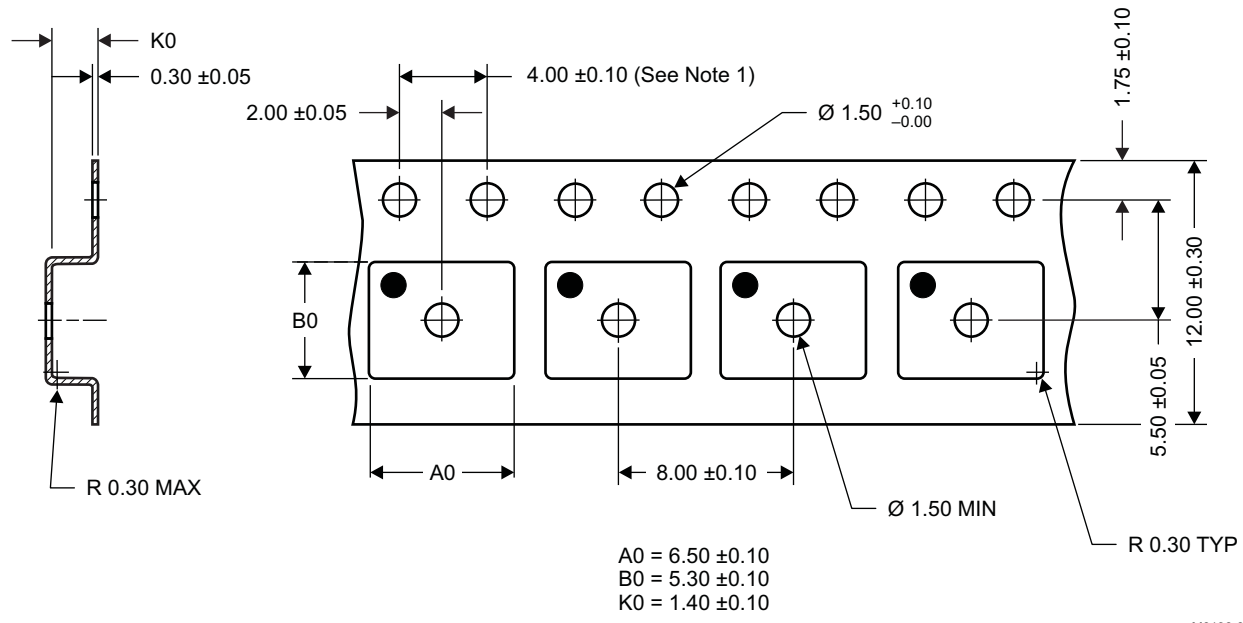 K0
0.30 ±0.05
4.00 ±0.10 (See Note 1)
2.00 ±0.05
Ø 1.50 +0.10 –0.00
1.75 ±0.10
B0
12.00 ±0.30
5.50 ±0.05
A0
8.00 ±0.10
R 0.30 MAX
Ø 1.50 MIN
R 0.30 TYP
A0 = 6.50 ±0.10
B0 = 5.30 ±0.10
K0 = 1.40 ±0.10